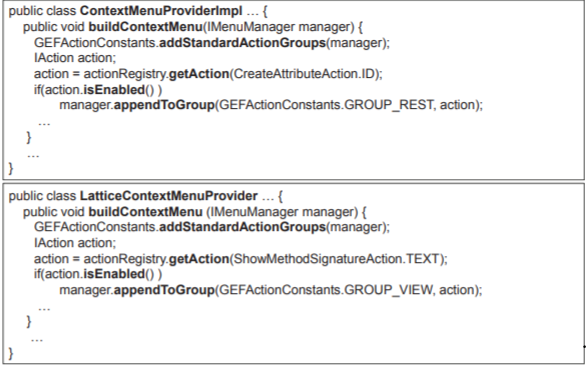 public class ContextMenuProviderImpl … {
public void buildContextMenu(IMenuManager manager) {
GEFActionConstants.addStandardActionGroups(manager);
IAction action;
action = actionRegistry.getAction(CreateAttributeAction.ID);
if(action.isEnabled() )
manager.appendToGroup(GEFActionConstants.GROUP_REST, action);
…
}
…
}
public class LatticeContextMenuProvider … {
public void buildContextMenu (IMenuManager manager) {
GEFActionConstants.addStandardActionGroups(manager);
IAction action;
action = actionRegistry.getAction(ShowMethodSignatureAction.TEXT);
if(action.isEnabled() )
manager.appendToGroup(GEFActionConstants.GROUP_VIEW, action);
…
}
…
}
.